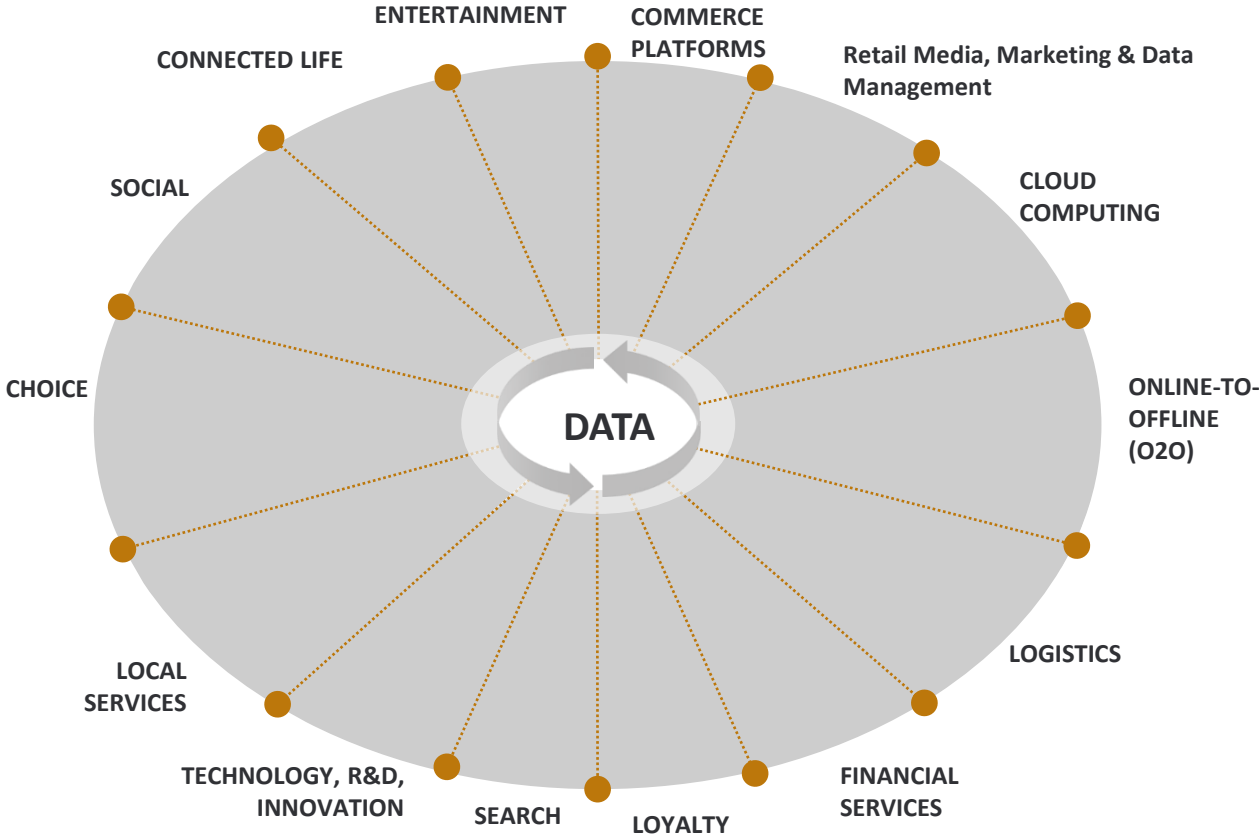 ENTERTAINMENT
COMMERCE
PLATFORMS
Retail Media, Marketing & Data
Management
CONNECTED LIFE
CLOUD
COMPUTING
SOCIAL
CHOICE
ONLINE-TO-
OFFLINE
(O2O)
DATA
LOGISTICS
LOCAL
SERVICES
TECHNOLOGY, R&D,
INNOVATION
SEARCH
LOYALTY
FINANCIAL
SERVICES